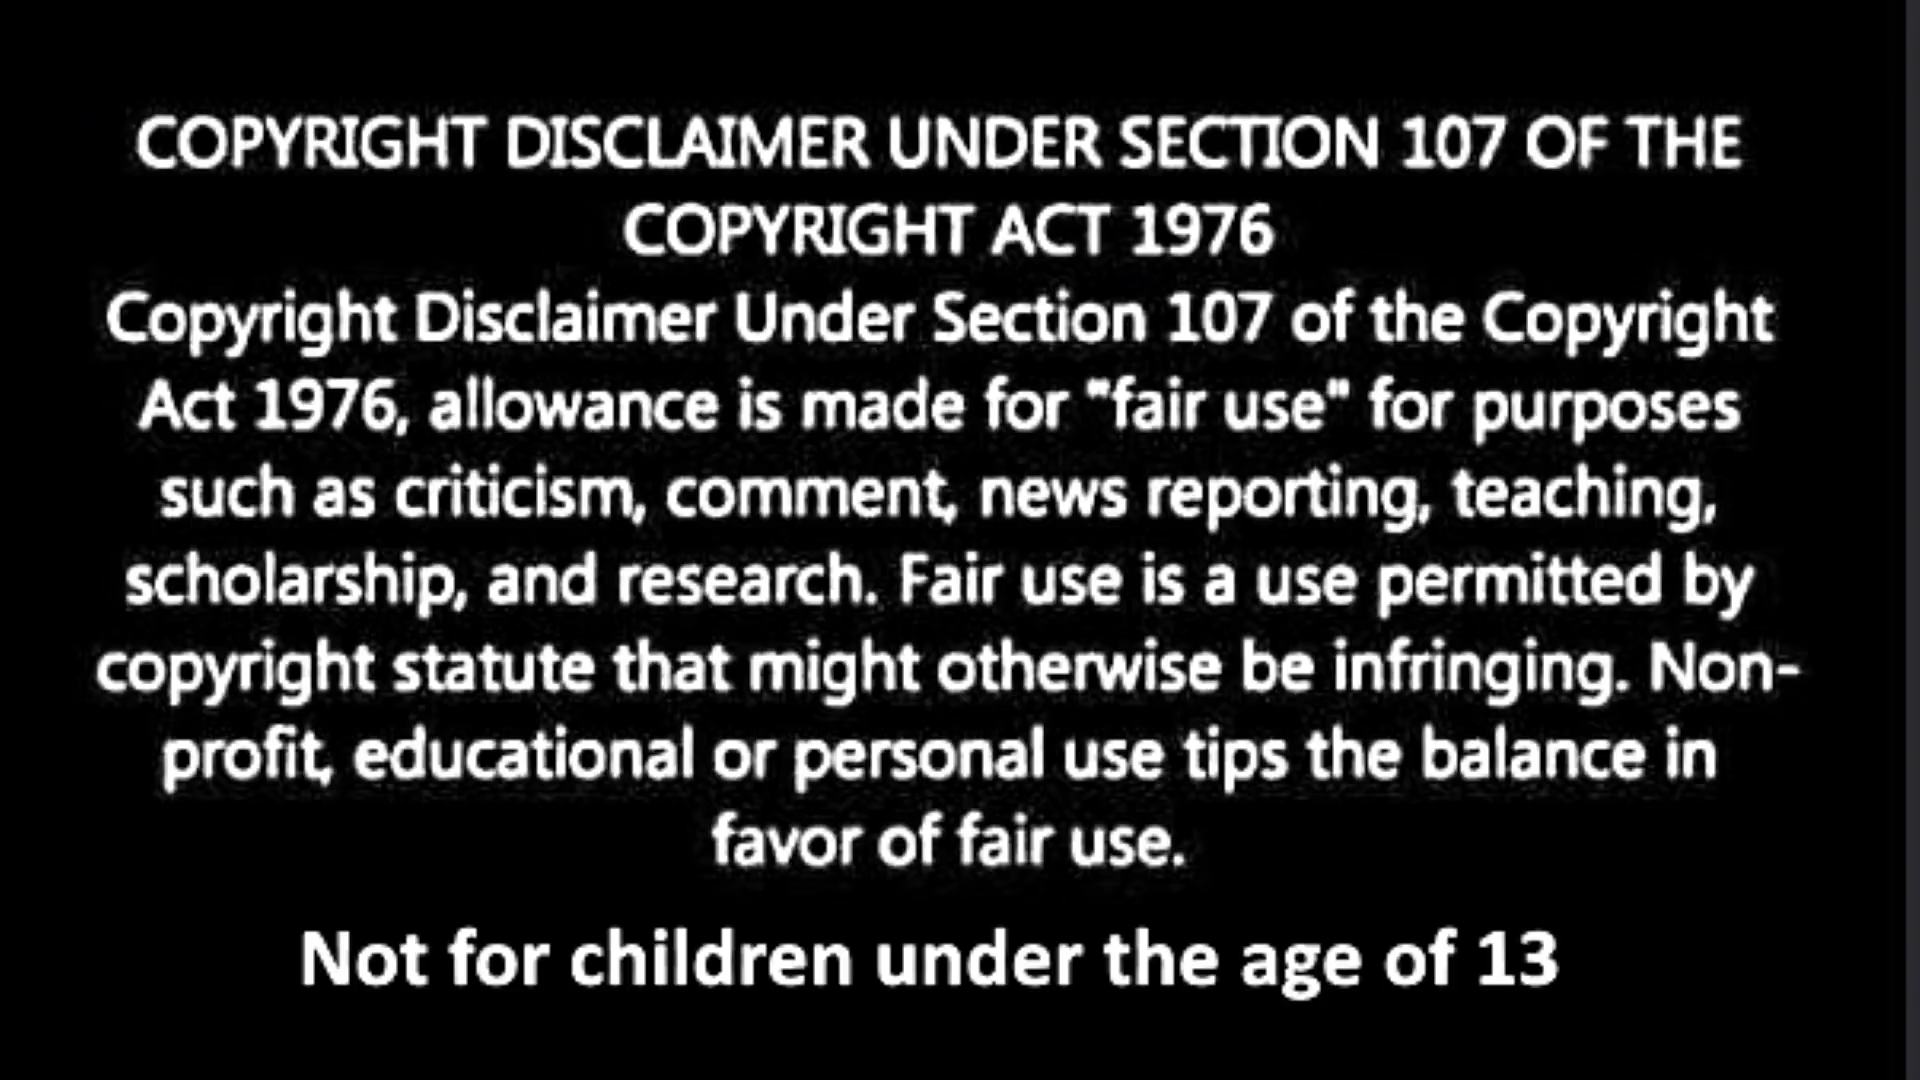 COPYRIGHT DISCLAIMER UNDER SECTION 107 OF THE
COPYRIGHT ACT 1976
Copyright Disclaimer Under Section 107 of the Copyright
Act 1976, allowance is made for "fair use" for purposes
such as criticism, comment, news reporting, teaching,
scholarship, and research. Fair use is a use permitted by
copyright statute that might otherwise be infringing. Non-
profit, educational or personal use tips the balance in
favor of fair use.
Not for children under the age of 13